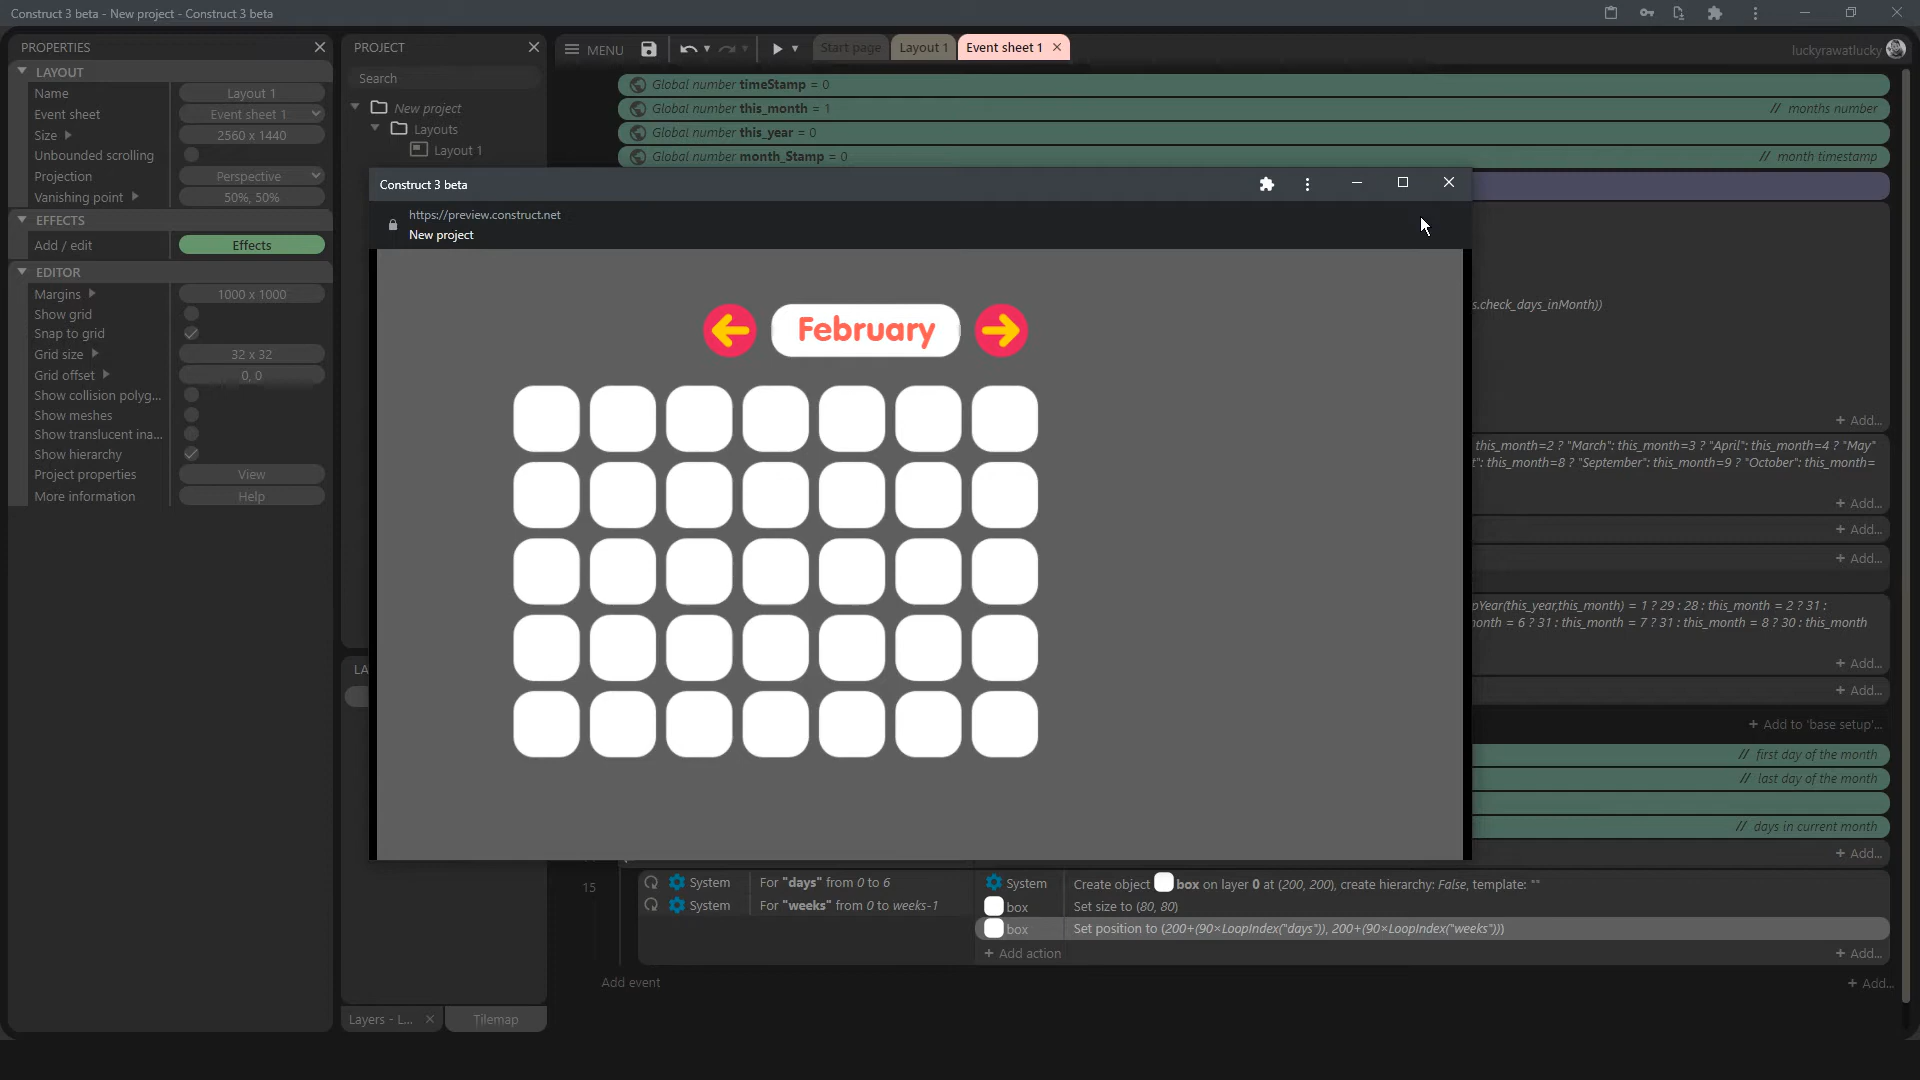 Construct 3 beta - New project - Construct 3 beta
PROPERTIES
LAYOUT
Name Layout 1
Event sheet Event sheet 1
Size 2560 x 1440
Unbounded scrolling
Projection Perspective
Vanishing point 50%, 50%
EFFECTS
Add / edit Effects
EDITOR
Margins 1000 x 1000
Show grid
Snap to grid
Grid size 32 x 32
Grid offset 0, 0
Show collision polyg...
Show meshes
Show translucent ina...
Show hierarchy
Project properties View
More information Help
PROJECT
Search
New project
Layouts
Layout 1
LA
Layers - L...
Tilemap
MENU
Start page
Layout 1
Event sheet 1
luckyrawatlucky
Global number timeStamp = 0
Global number this_month = 1 // months number
Global number this_year = 0
Global number month_Stamp = 0 // month timestamp
Construct 3 beta
https://preview.construct.net
New project
February
s.check_days_inMonth))
+ Add...
this_month=2 ? "March": this_month=3 ? "April": this_month=4 ? "May"
t": this_month=8 ? "September": this_month=9 ? "October": this_month=
+ Add...
+ Add...
+ Add...
pYear(this_year,this_month) = 1 ? 29 : 28 : this_month = 2 ? 31 :
month = 6 ? 31 : this_month = 7 ? 31 : this_month = 8 ? 30 : this_month
+ Add...
+ Add...
+ Add to 'base setup'...
// first day of the month
// last day of the month
// days in current month
+ Add...
15
System For "days" from 0 to 6
System For "weeks" from 0 to weeks-1
System Create object box on layer 0 at (200, 200), create hierarchy: False, template: ""
box Set size to (80, 80)
box Set position to (200+(90×LoopIndex("days")), 200+(90×LoopIndex("weeks")))
+ Add action + Add...
Add event + Add...